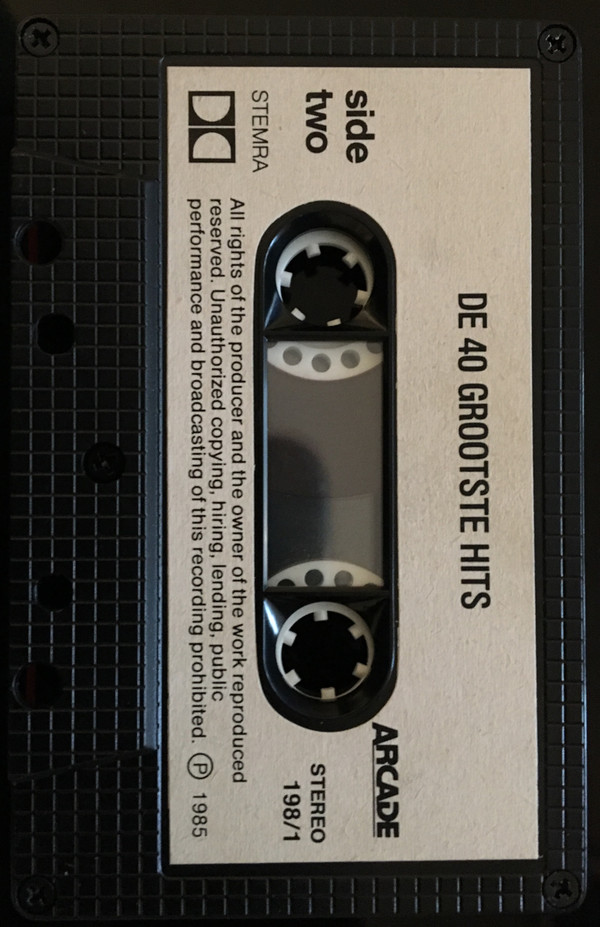 DE 40 GROOTSTE HITS
side
two
ARCADE
STEREO
198/1
STEMRA
All rights of the producer and the owner of the work reproduced
reserved. Unauthorized copying, hiring, lending, public
performance and broadcasting of this recording prohibited. Ⓟ 1985